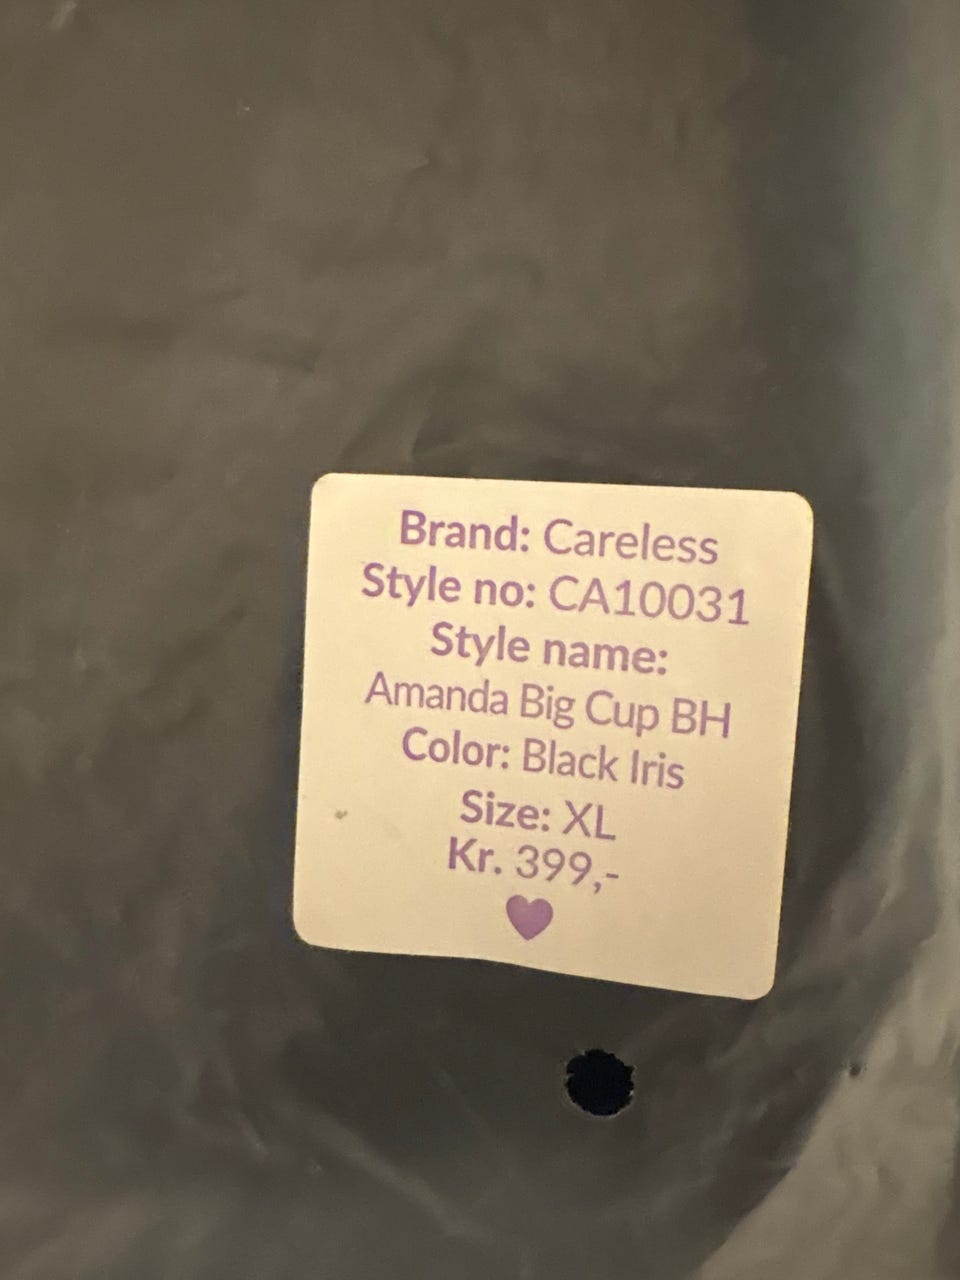 Brand: Careless
Style no: CA10031
Style name:
Amanda Big Cup BH
Color: Black Iris
Size: XL
Kr. 399,-